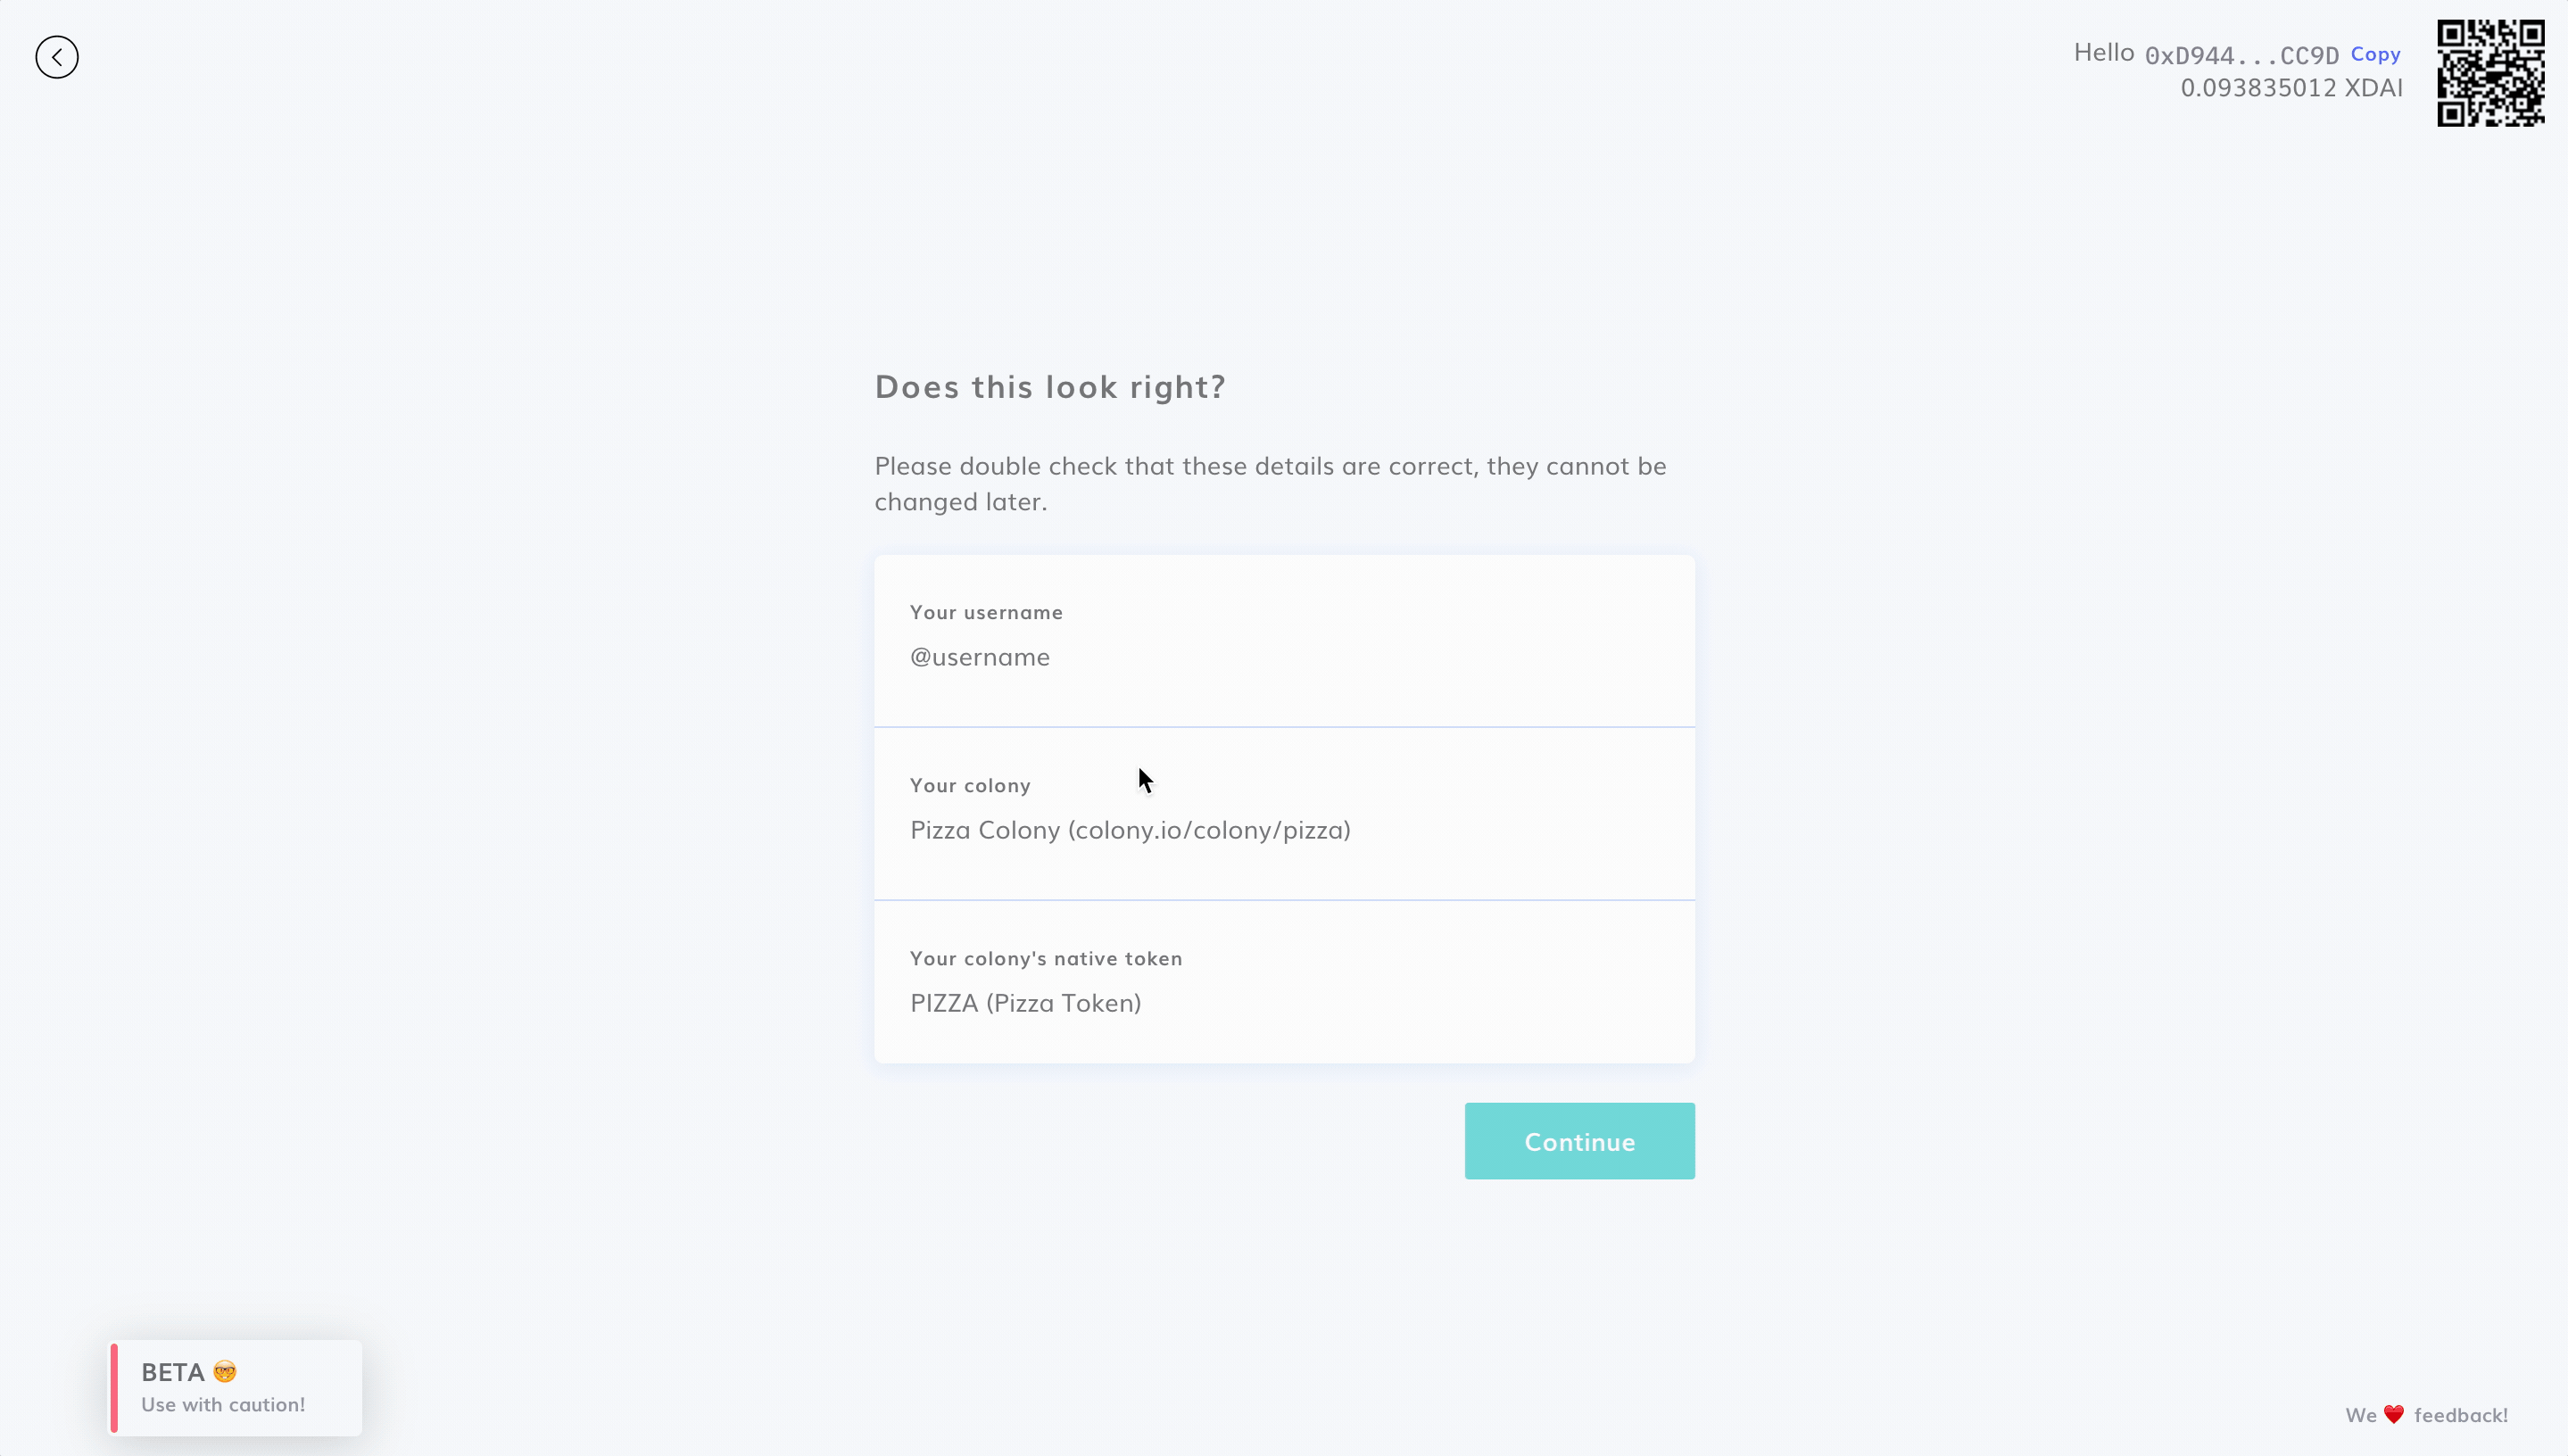 Hello 0xD944...CC9D Copy
0.093835012 XDAI
Does this look right?
Please double check that these details are correct, they cannot be
changed later.
Your username
@username
Your colony
Pizza Colony (colony.io/colony/pizza)
Your colony's native token
PIZZA (Pizza Token)
Continue
BETA 🤓
Use with caution!
We ❤️ feedback!